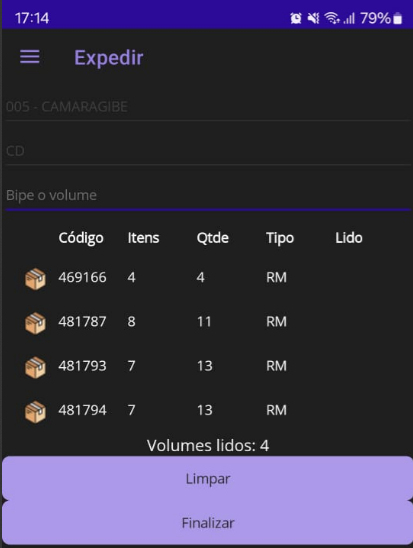 17:14 79%
Expedir
005 - CAMARAGIBE
CD
Bipe o volume
Código Itens Qtde Tipo Lido
469166 4 4 RM
481787 8 11 RM
481793 7 13 RM
481794 7 13 RM
Volumes lidos: 4
Limpar
Finalizar